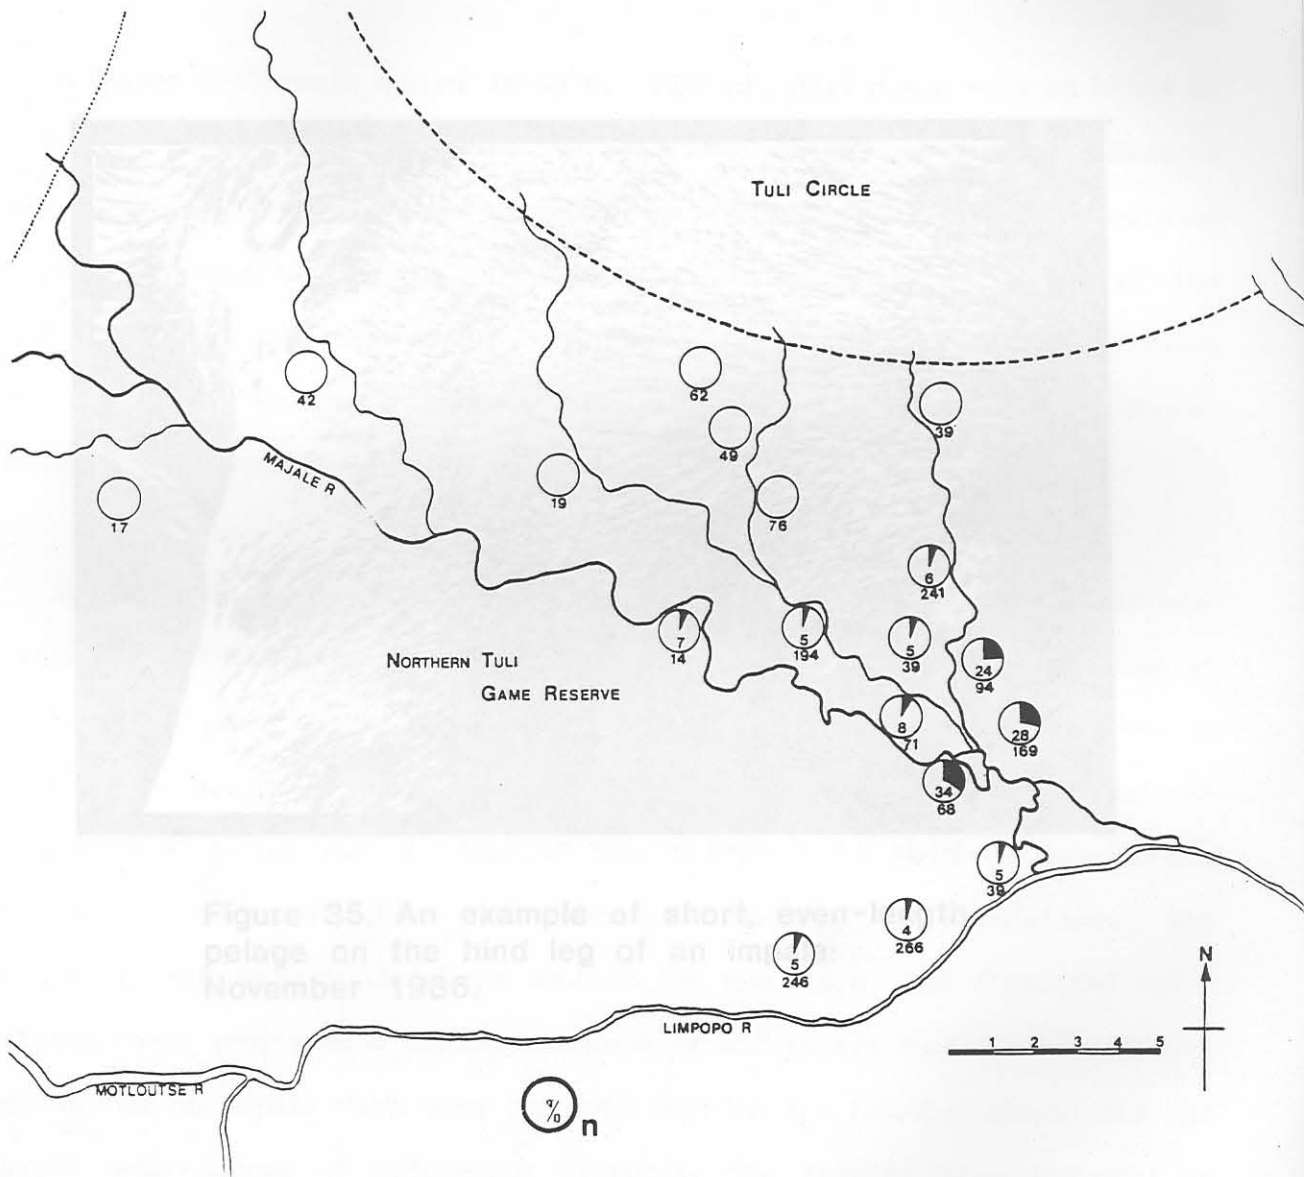 TULI CIRCLE
62
42
39
49
19
76
17
MAJALE R
6
241
7
14
5
194
5
39
24
94
NORTHERN TULI
GAME RESERVE
8
71
28
169
34
68
5
39
4
266
5
246
Figure 35. An example of short, even-length
pelage on the hind leg of an impala.
November 1986.
N
LIMPOPO R
1 2 3 4 5
MOTLOUTSE R
% n